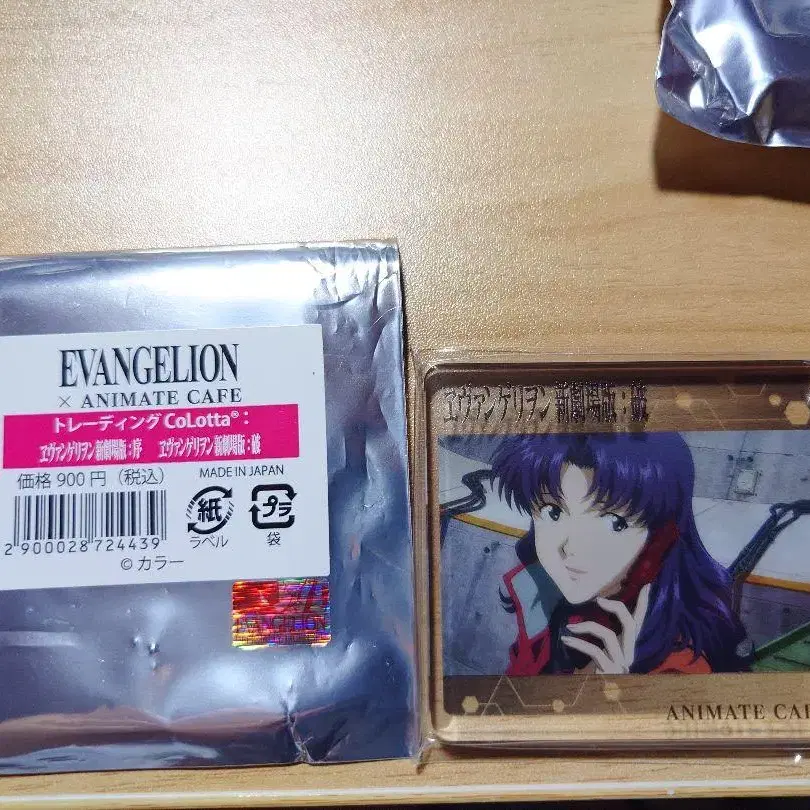 EVANGELION
× ANIMATE CAFE
トレーディング CoLotta®:
ヱヴァンゲリヲン新劇場版:序 ヱヴァンゲリヲン新劇場版:破
価格 900 円 (税込)
MADE IN JAPAN
紙
ラベル
プラ
袋
2900028724439
© カラー
ヱヴァンゲリヲン新劇場版:破
ANIMATE